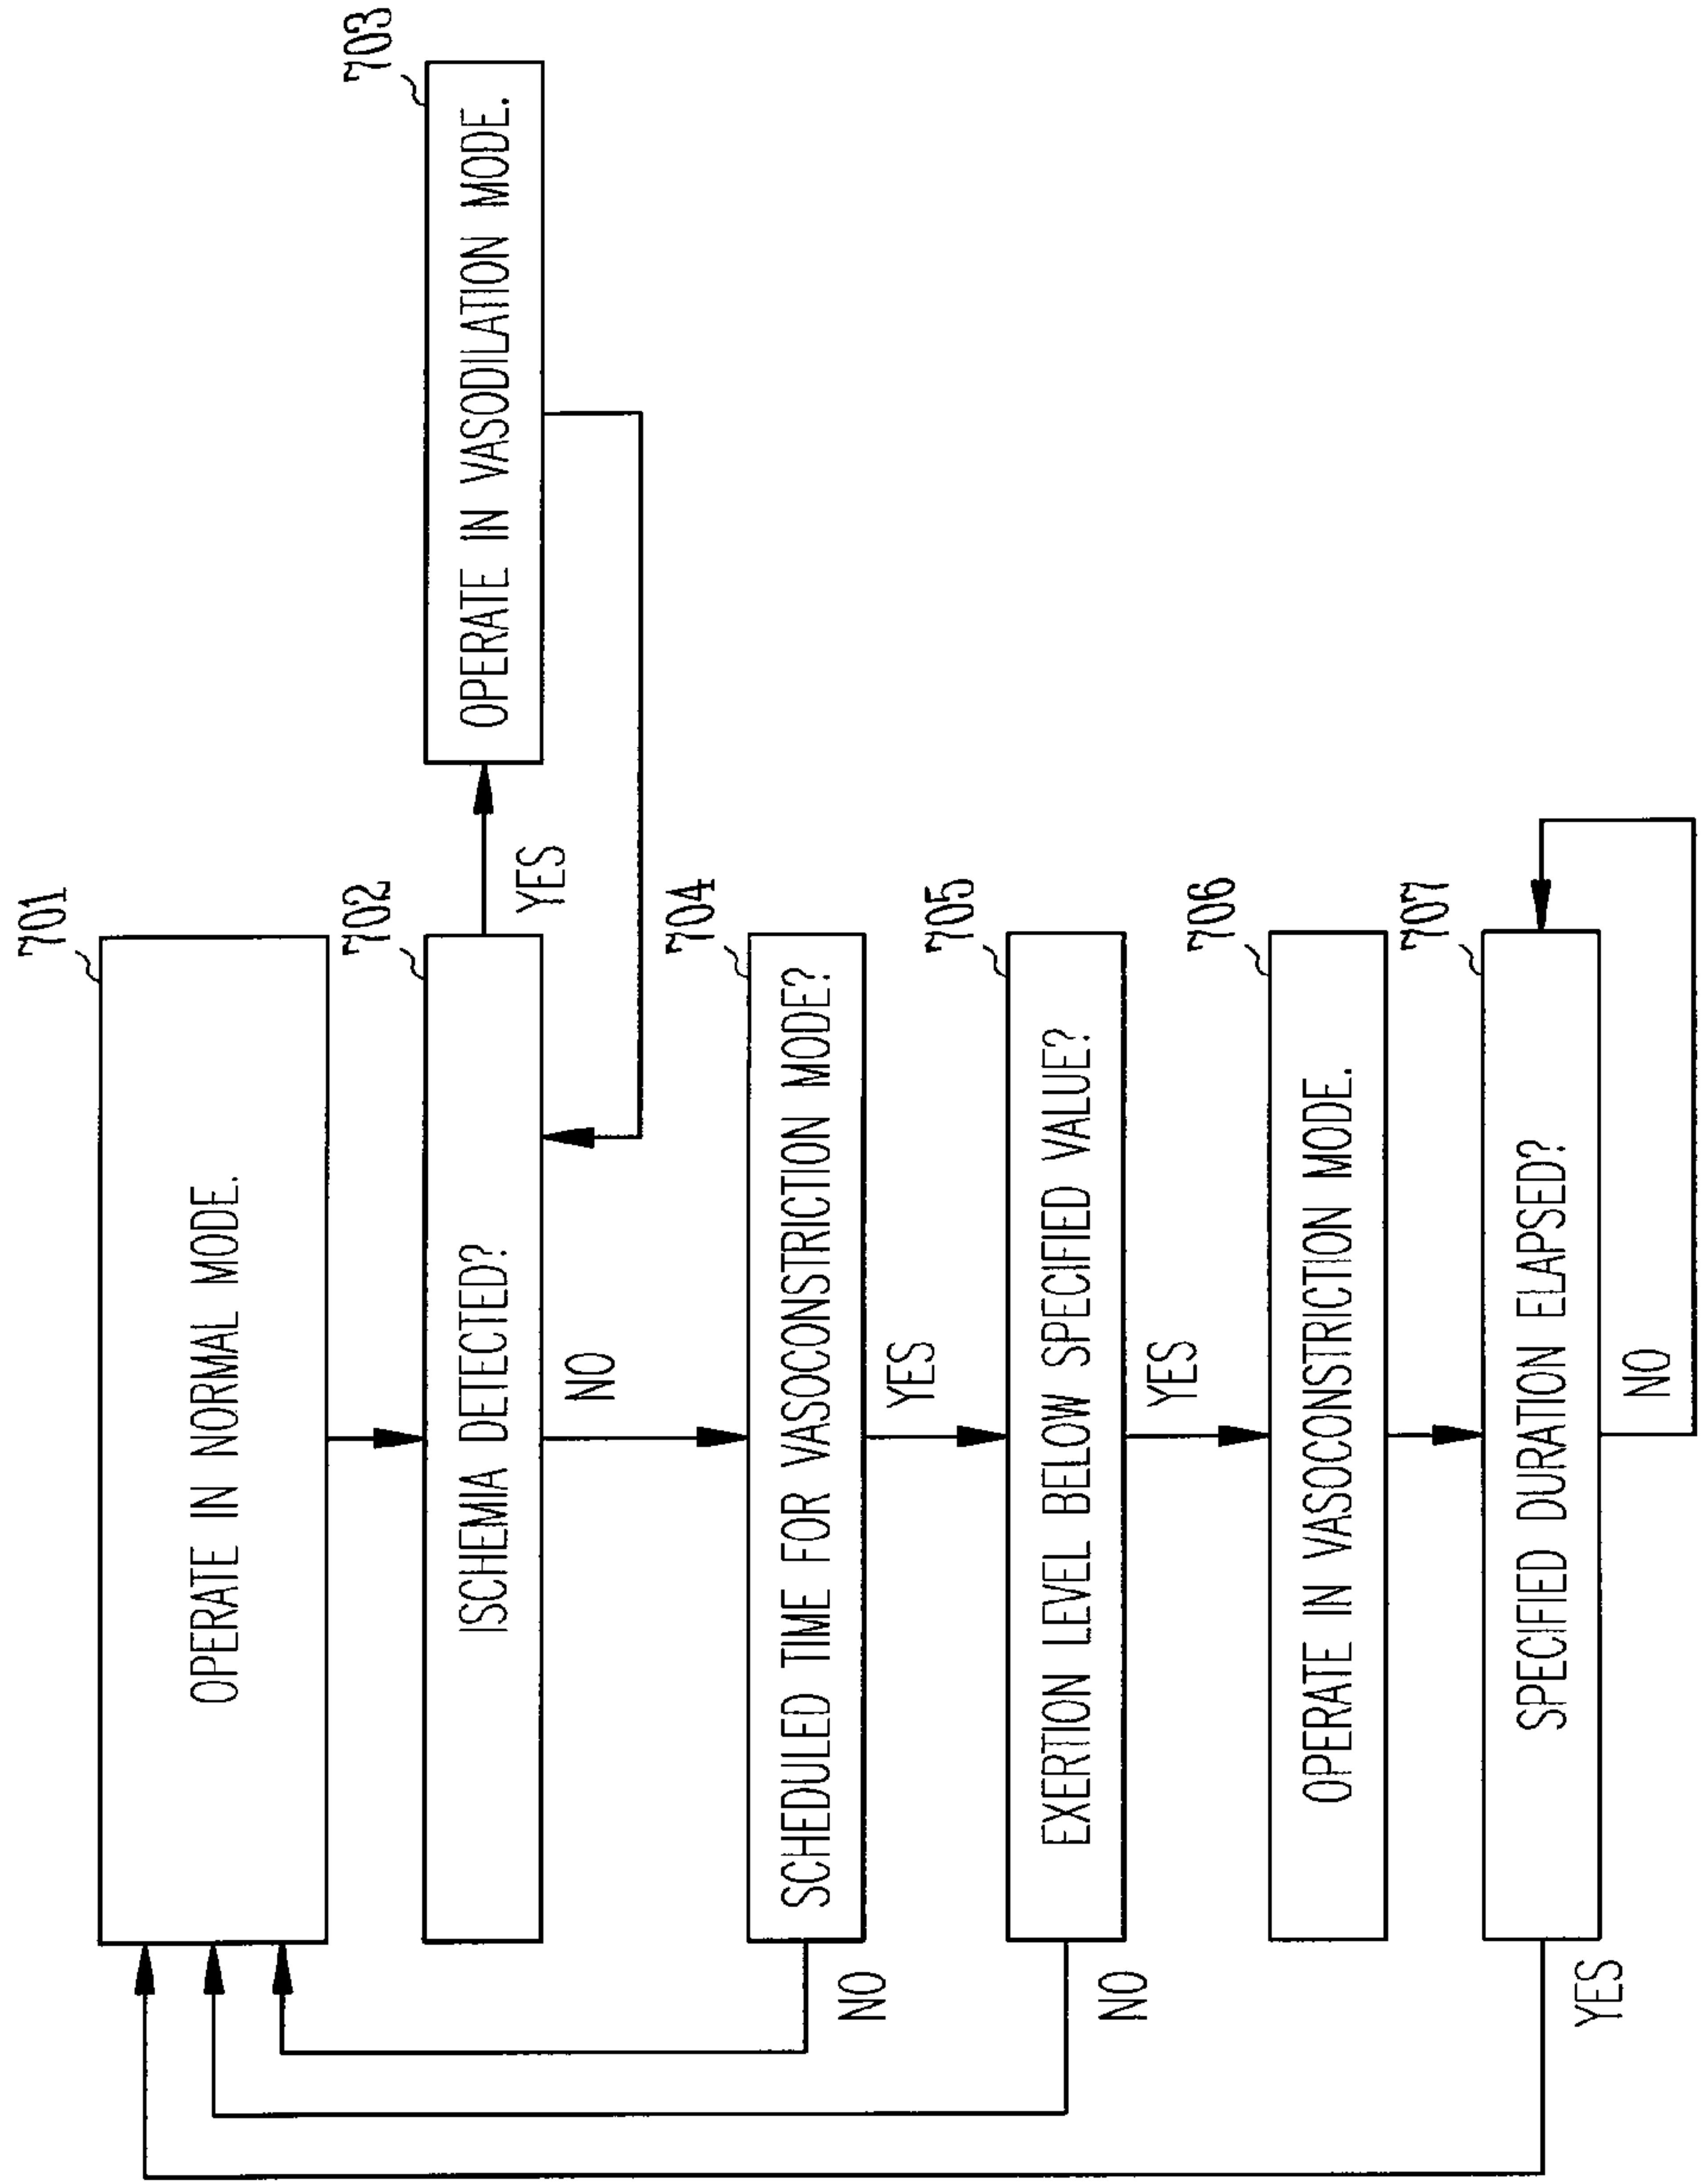 701
OPERATE IN NORMAL MODE.
702
ISCHEMIA DETECTED?
YES
703
OPERATE IN VASODILATION MODE.
NO
704
SCHEDULED TIME FOR VASOCONSTRICTION MODE?
NO
YES
705
EXERTION LEVEL BELOW SPECIFIED VALUE?
NO
YES
706
OPERATE IN VASOCONSTRICTION MODE.
707
SPECIFIED DURATION ELAPSED?
YES
NO